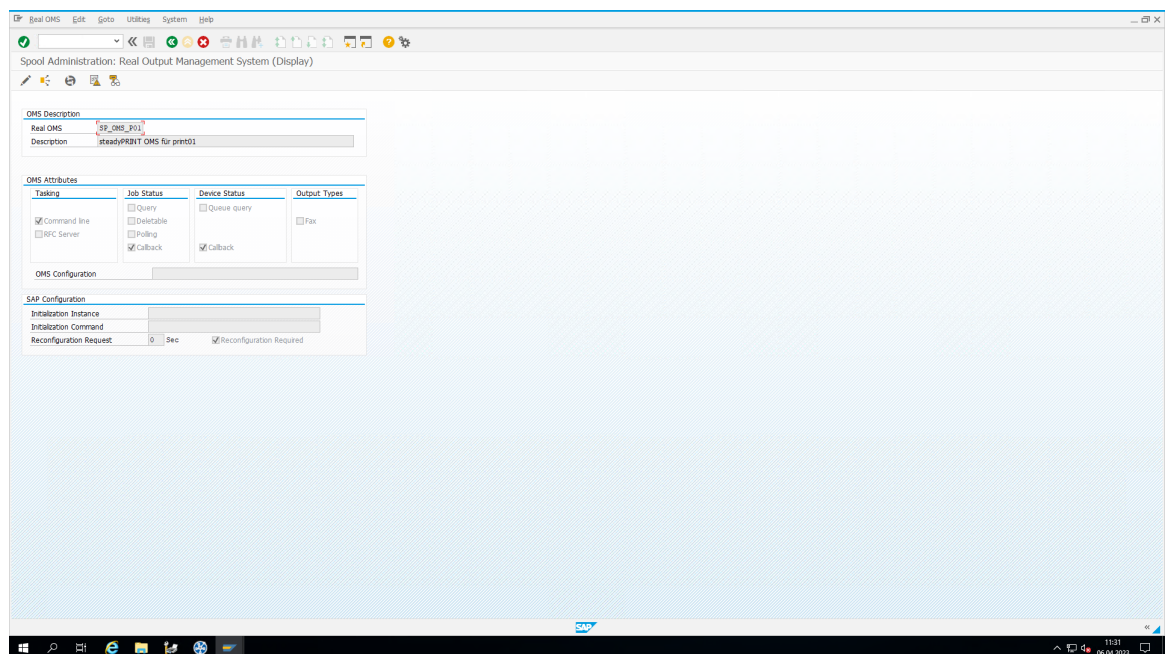 Real OMS Edit Goto Utilities System Help
Spool Administration: Real Output Management System (Display)
OMS Description
Real OMS SP_OMS_P01
Description steadyPRINT OMS für print01
OMS Attributes
Tasking Job Status Device Status Output Types
Query Queue query
Command line Deletable Fax
RFC Server Polling
Callback Callback
OMS Configuration
SAP Configuration
Initialization Instance
Initialization Command
Reconfiguration Request 0 Sec Reconfiguration Required
SAP
11:31
06.04.2023